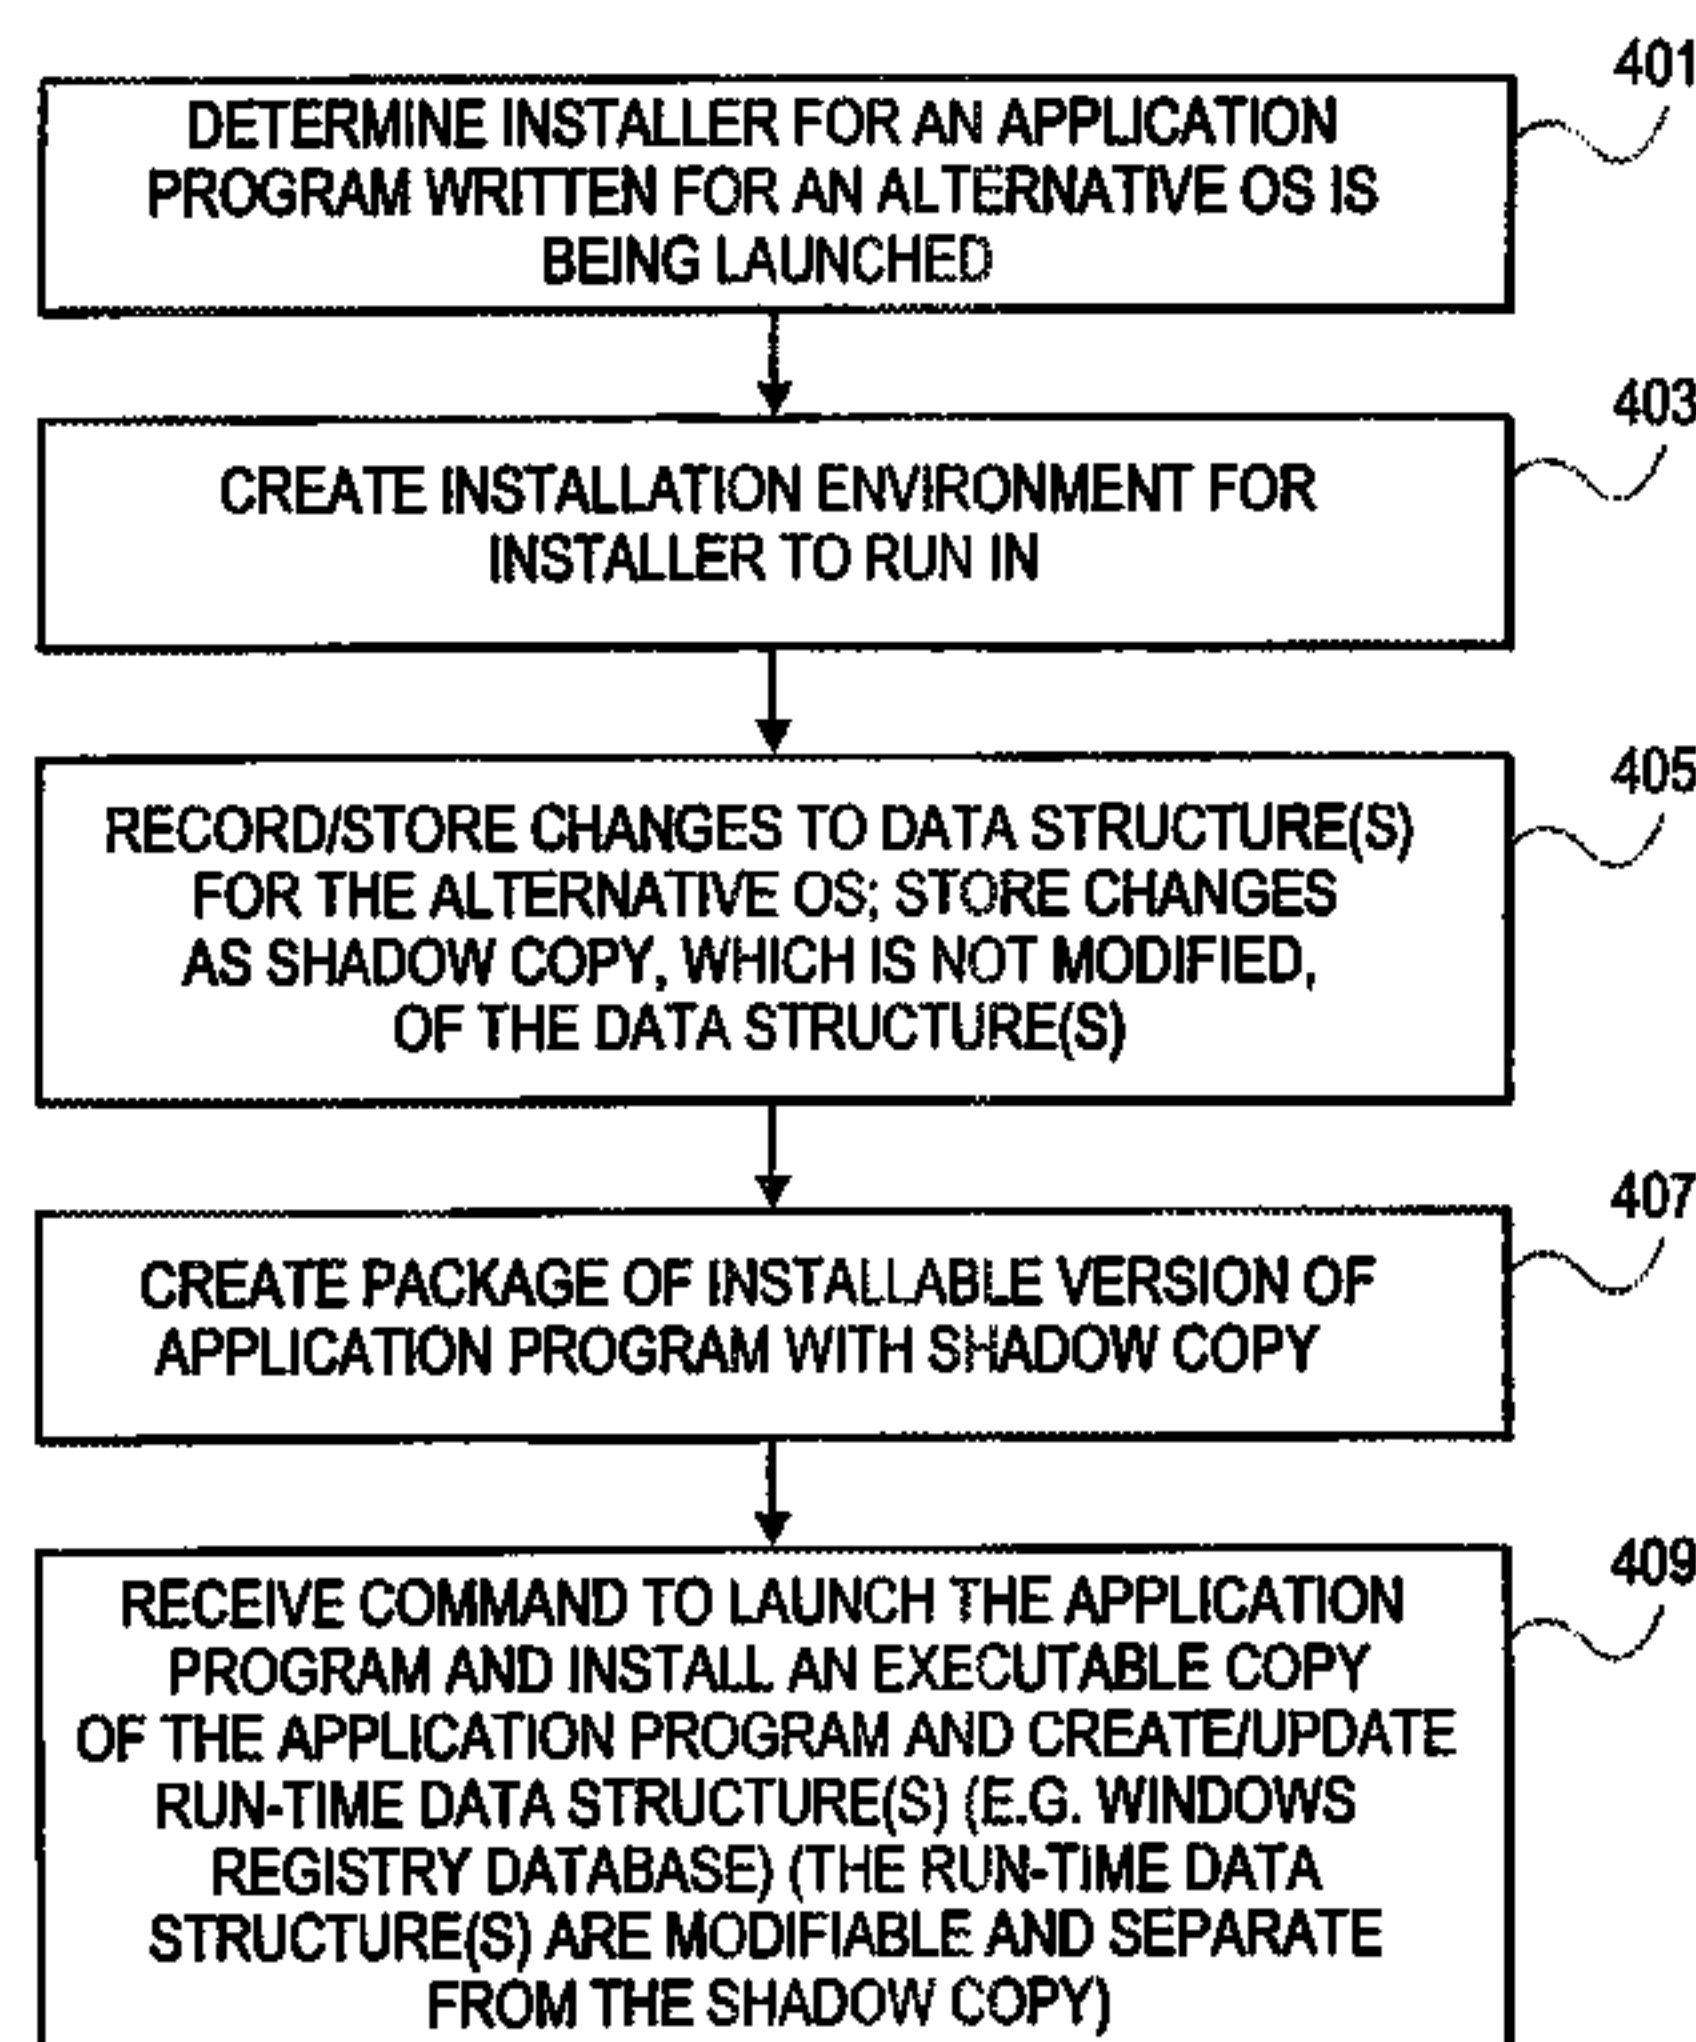 401
DETERMINE INSTALLER FOR AN APPLICATION
PROGRAM WRITTEN FOR AN ALTERNATIVE OS IS
BEING LAUNCHED
403
CREATE INSTALLATION ENVIRONMENT FOR
INSTALLER TO RUN IN
405
RECORD/STORE CHANGES TO DATA STRUCTURE(S)
FOR THE ALTERNATIVE OS; STORE CHANGES
AS SHADOW COPY, WHICH IS NOT MODIFIED,
OF THE DATA STRUCTURE(S)
407
CREATE PACKAGE OF INSTALLABLE VERSION OF
APPLICATION PROGRAM WITH SHADOW COPY
409
RECEIVE COMMAND TO LAUNCH THE APPLICATION
PROGRAM AND INSTALL AN EXECUTABLE COPY
OF THE APPLICATION PROGRAM AND CREATE/UPDATE
RUN-TIME DATA STRUCTURE(S) (E.G. WINDOWS
REGISTRY DATABASE) (THE RUN-TIME DATA
STRUCTURE(S) ARE MODIFIABLE AND SEPARATE
FROM THE SHADOW COPY)